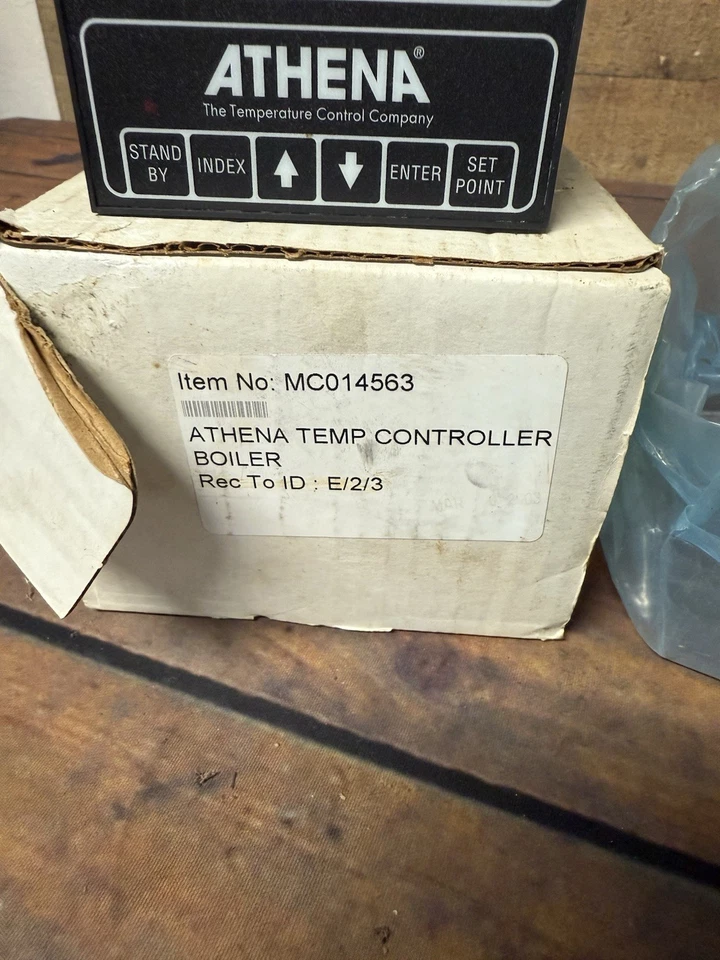 ATHENA®
The Temperature Control Company
STAND BY
INDEX
ENTER
SET POINT
Item No: MC014563
ATHENA TEMP CONTROLLER
BOILER
Rec To ID : E/2/3